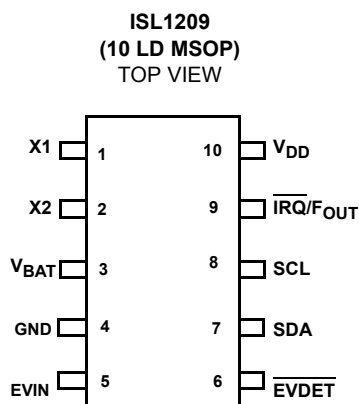 ISL1209
(10 LD MSOP)
TOP VIEW
X1 1 10 VDD
X2 2 9 IRQ/FOUT
VBAT 3 8 SCL
GND 4 7 SDA
EVIN 5 6 EVDET